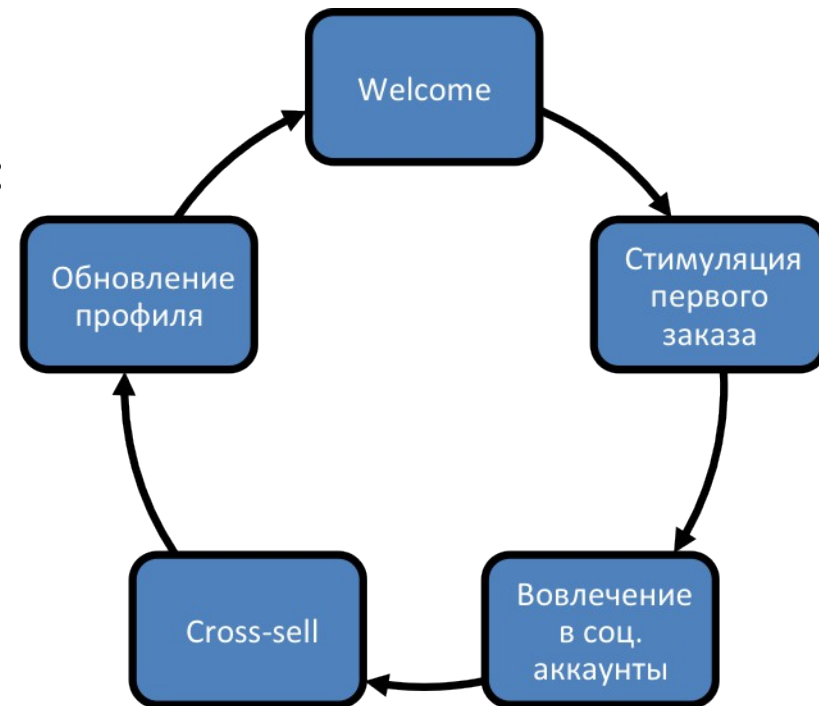 Welcome
:
Обновление
профиля
Стимуляция
первого
заказа
Cross-sell
Вовлечение
в соц.
аккаунты